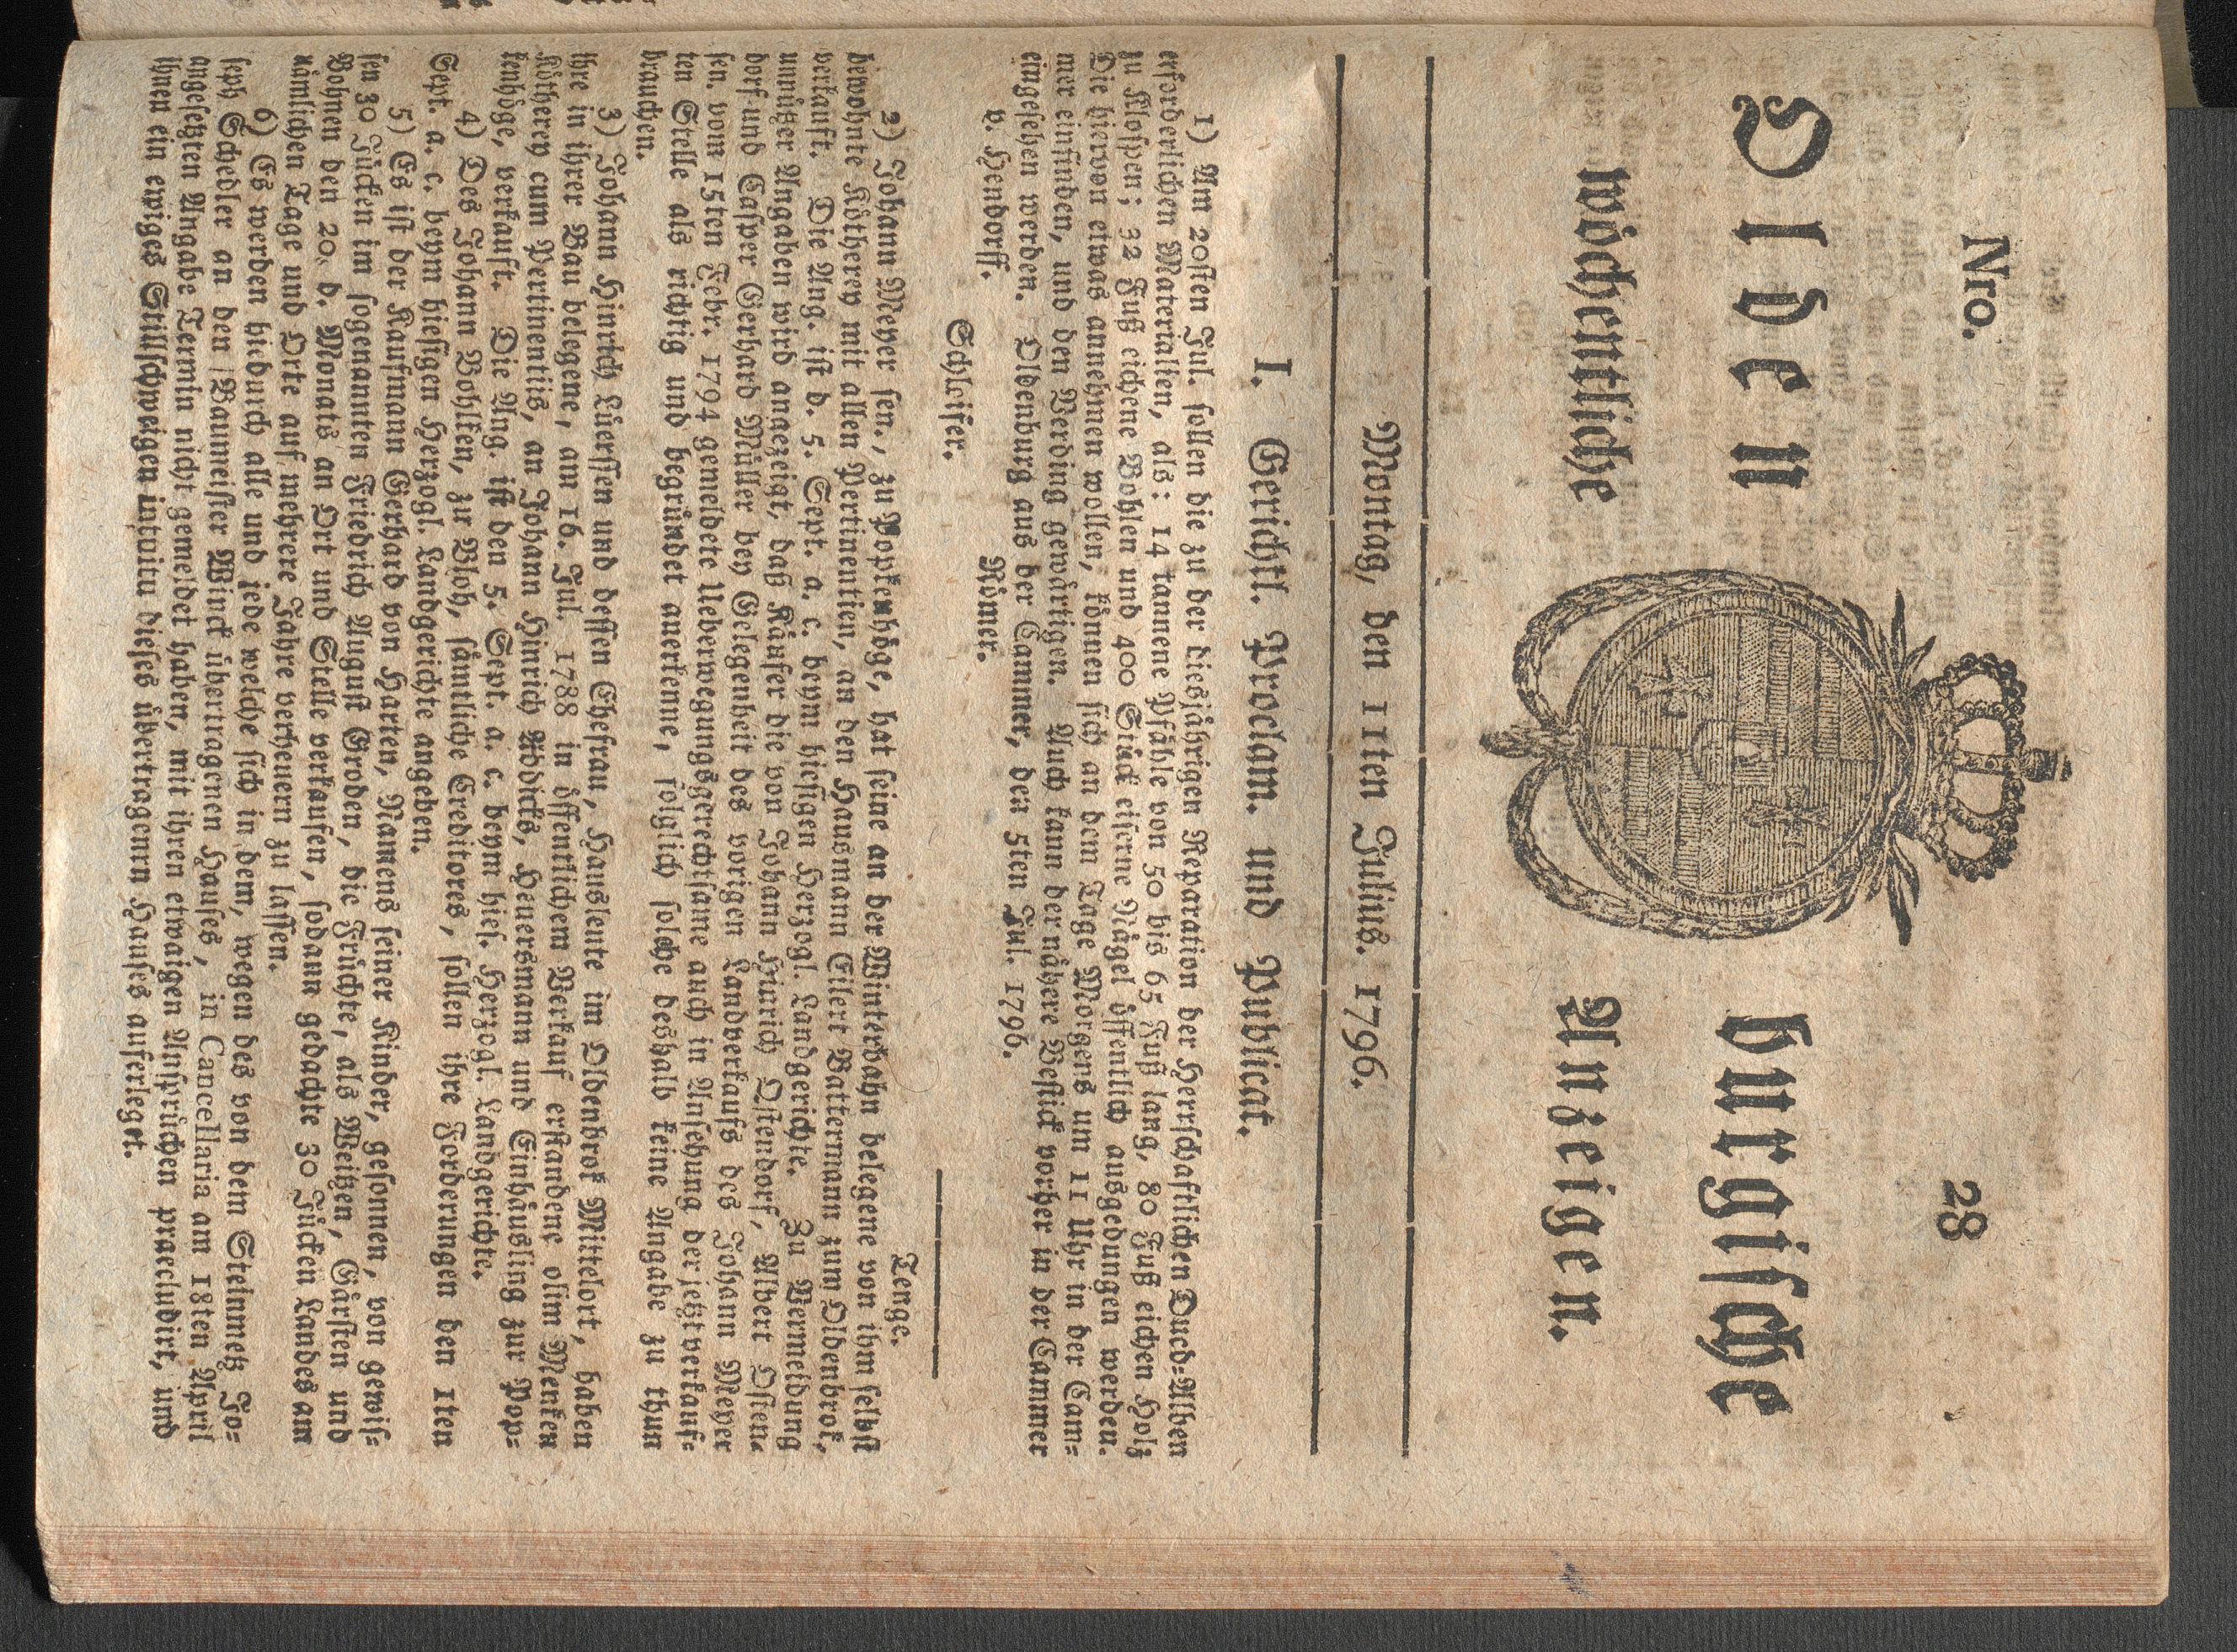 Nro. 28
Olden burgische
wöchentliche Anzeigen.
Montag, den 11ten Julius. 1796.
I. Gerichtl. Proclam. und Publicat.
1) Am 20sten Jul. sollen die zu der diesjährigen Reparation der Herrschaftlichen Dued-Alben
erforderlichen Materialien, als: 14 tannene Pfähle von 50 bis 65 Fuß lang, 80 Fuß eichen Holz
zu Klospen; 32 Fuß eichene Bohlen und 400 Stück eiserne Nägel öffentlich ausgedungen werden.
Die hiervon etwas annehmen wollen, können sich an dem Tage Morgens um 11 Uhr in der Cam-
mer einfinden, und den Verding gewärtigen. Auch kann der nähere Bestick vorher in der Cammer
eingesehen werden. Oldenburg aus der Cammer, den 5ten Jul. 1796.
v. Hendorff. Römer.
Schleifer.
Tenge.
2) Johann Meyer sen., zu Popkenhöge, hat seine an der Winterbahn belegene von ihm selbst
bewohnte Kötherey mit allen Pertinentien, an den Hausmann Eilert Battermann zum Oldenbrok,
verkauft. Die Ang. ist d. 5. Sept. a. c. beym hiesigen Herzogl. Landgerichte. Zu Vermeidung
unnützer Angaben wird angezeigt, daß Käufer die von Johann Hinrich Ostendorf, Albert Osten-
dorf und Casper Gerhard Müller bey Gelegenheit des vorigen Landverkaufs des Johann Meyer
sen. vom 15ten Febr. 1794 gemeldete Ueberwegungsgerechtsame auch in Ansehung der jetzt verkauf-
ten Stelle als richtig und begründet anerkenne, folglich solche deshalb keine Angabe zu thun
brauchen.
3) Johann Hinrich Lüerssen und dessen Ehefrau, Hausleute im Oldenbrok Mittelort, haben
ihre in ihrer Bau belegene, am 16. Jul. 1788 in öffentlichem Verkauf erstandene olim Menken
Kötherey cum Pertinentiis, an Johann Hinrich Addicks, Heuersmann und Einhäusling zur Pop-
kenhöge, verkauft. Die Ang. ist den 5. Sept. a. c. beym hies. Herzogl. Landgerichte.
4) Des Johann Bohlken, zu Bloh, sämtliche Creditores, sollen ihre Forderungen den 1ten
Sept. a. c. beym hiesigen Herzogl. Landgerichte angeben.
5) Es ist der Kaufmann Gerhard von Harten, Namens seiner Kinder, gesonnen, von gewis-
sen 30 Jücken im sogenannten Friedrich August Groden, die Früchte, als Weitzen, Gärsten und
Bohnen den 20. d. Monats an Ort und Stelle verkaufen, sodann gedachte 30 Jücken Landes am
nämlichen Tage und Orte auf mehrere Jahre verheuern zu lassen.
6) Es werden hiedurch alle und jede welche sich in dem, wegen des von dem Steinmetz Jo-
seph Schedler an den Baumeister Winck übertragenen Hauses, in Cancellaria am 18ten April
angesetzten Angabe Termin nicht gemeldet haben, mit ihren etwaigen Ansprüchen praecludirt, und
ihnen ein ewiges Stillschweigen intuitu dieses übertragenen Hauses auferleget.